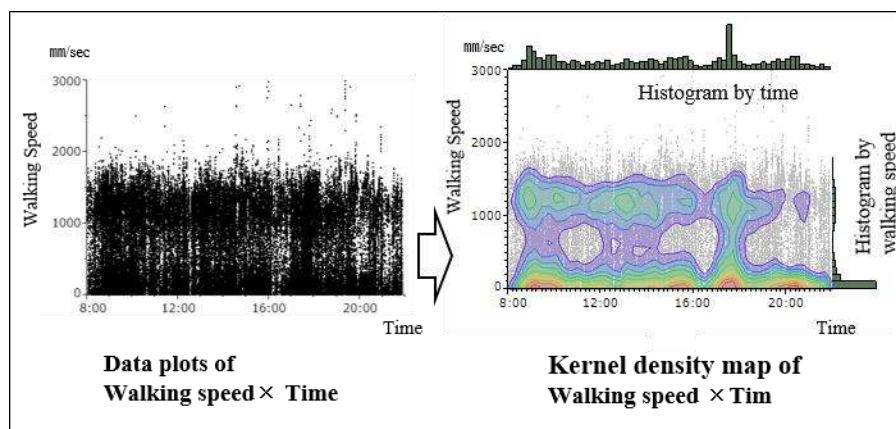 mm/sec
3000
2000
1000
0
Walking Speed
8:00
12:00
16:00
20:00
Time
Data plots of
Walking speed × Time
mm/sec
3000
2000
1000
0
Walking Speed
Histogram by time
Histogram by
walking speed
8:00
12:00
16:00
20:00
Time
Kernel density map of
Walking speed × Tim